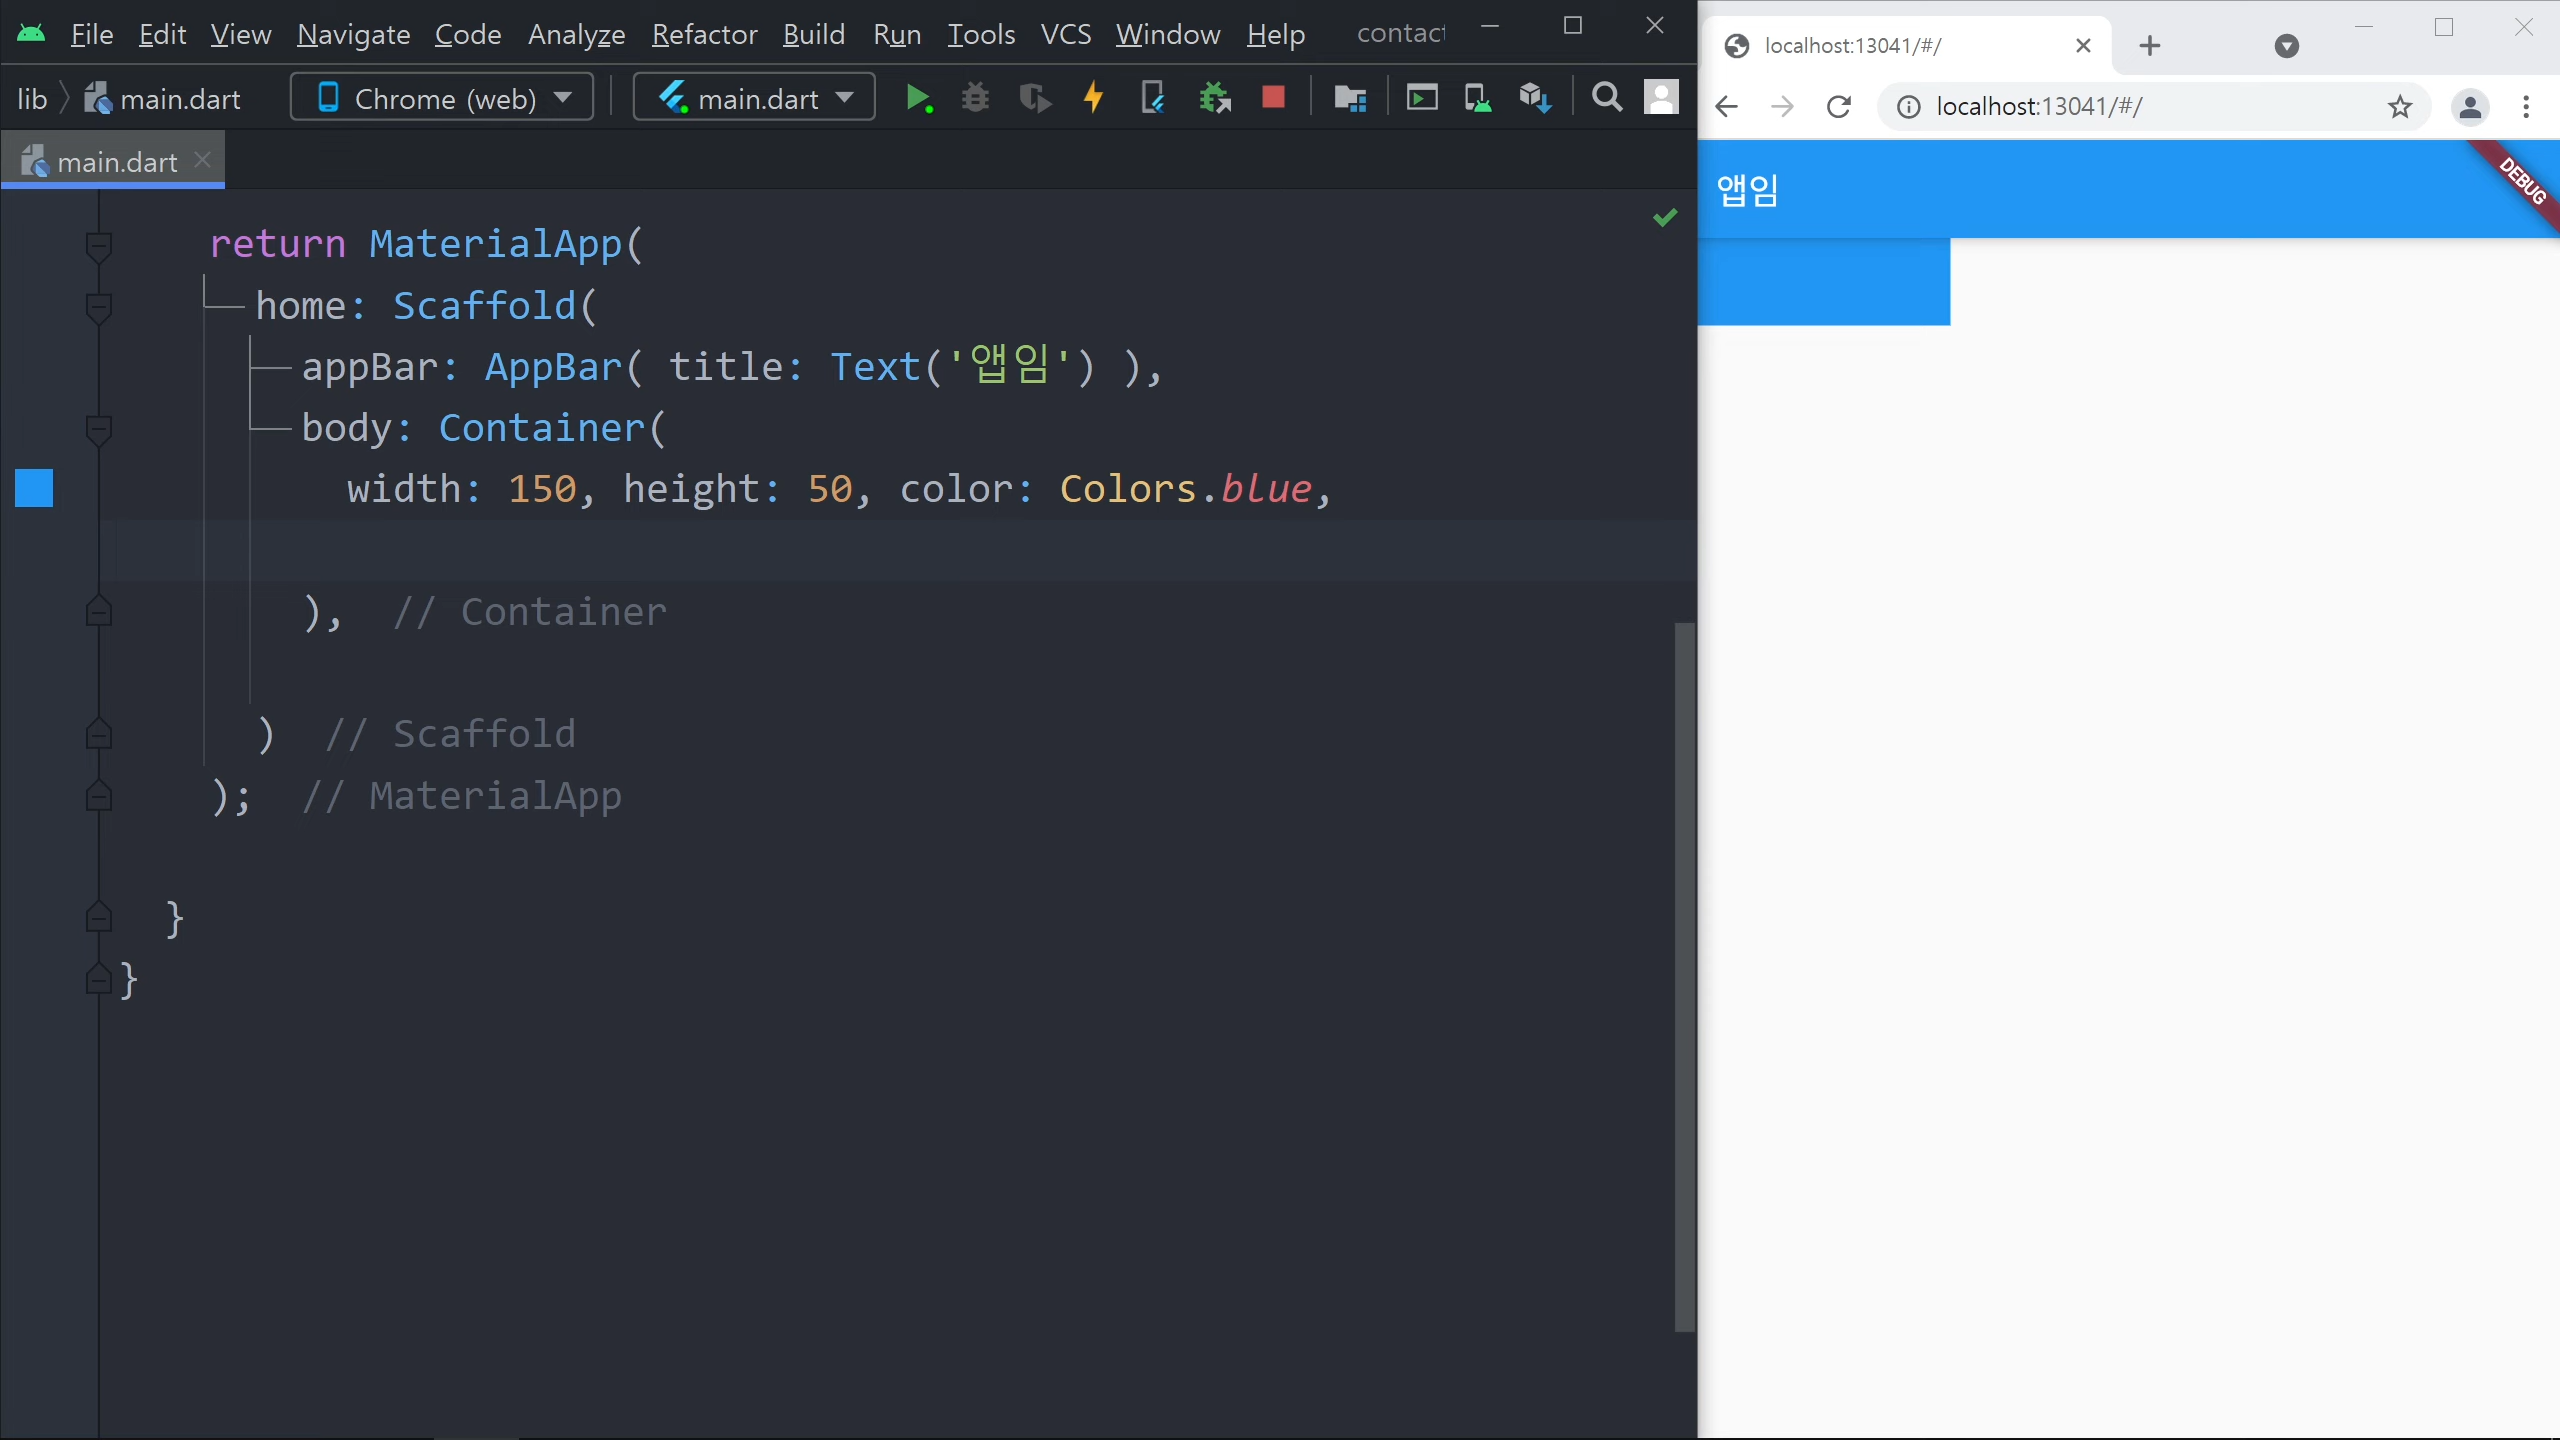 File Edit View Navigate Code Analyze Refactor Build Run Tools VCS Window Help contact
lib main.dart Chrome (web) main.dart
main.dart
return MaterialApp(
home: Scaffold(
appBar: AppBar( title: Text('앱임') ),
body: Container(
width: 150, height: 50, color: Colors.blue,
), // Container
) // Scaffold
); // MaterialApp
}
}
localhost:13041/#/
localhost:13041/#/
앱임
DEBUG